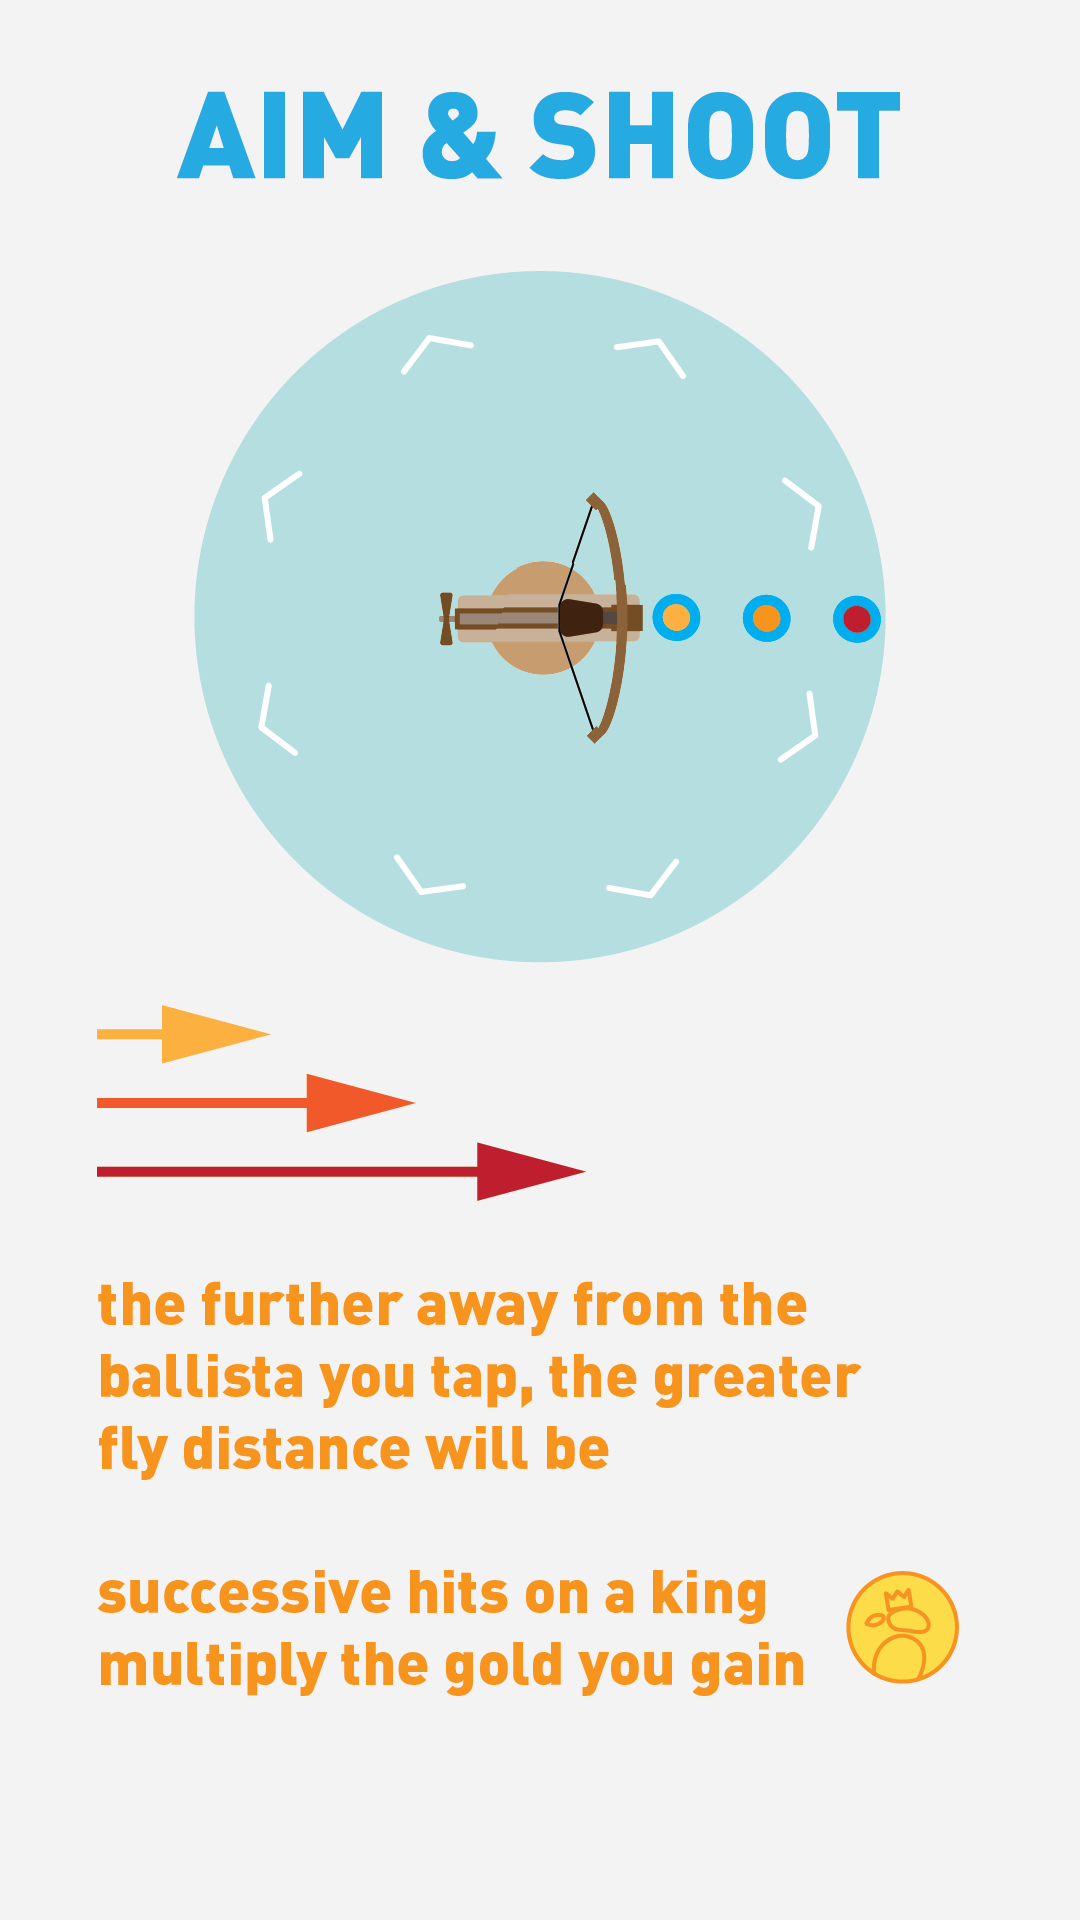 AIM & SHOOT
the further away from the
ballista you tap, the greater
fly distance will be
successive hits on a king
multiply the gold you gain